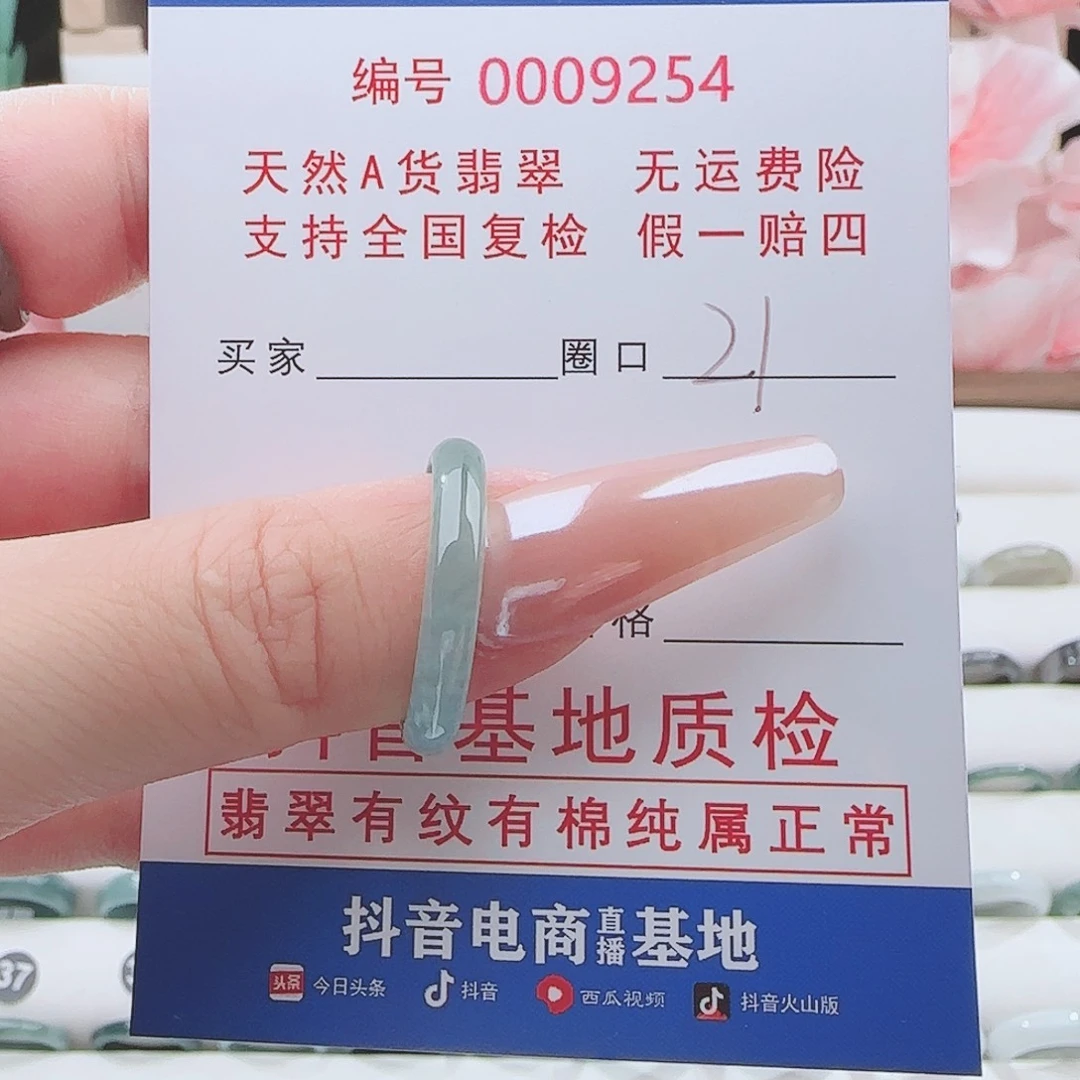 编号 0009254
天然A货翡翠 无运费险
支持全国复检 假一赔四
买家 圈口 21
格
基地质检
翡翠有纹有棉纯属正常
抖音电商直播基地
头条 今日头条 抖音 西瓜视频 抖音火山版
37